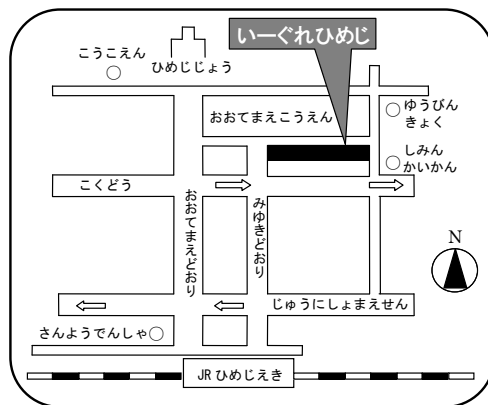 いーぐれひめじ
こうこえん
ひめじじょう
おおてまえこうえん
ゆうびん
きょく
しみん
かいかん
こくどう
おおてまえどおり
みゆきどおり
N
じゅうにしょまえせん
さんようでんしゃ
JRひめじえき